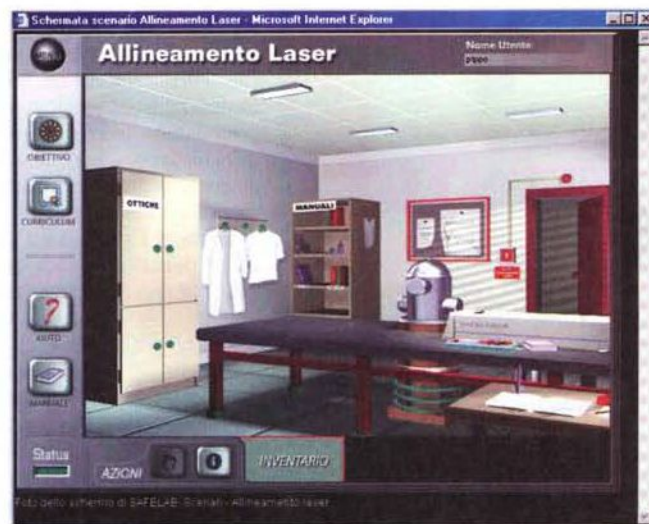 Schermata scenario Allineamento Laser - Microsoft Internet Explorer
Allineamento Laser
Nome Utente:
pippo
OBIETTIVO
CURRICULUM
AIUTO
MANUALE
OTTICHE
MANUALI
Status
AZIONI
INVENTARIO
Foto dello schermo di SAFELAB: Scenari - Allineamento laser